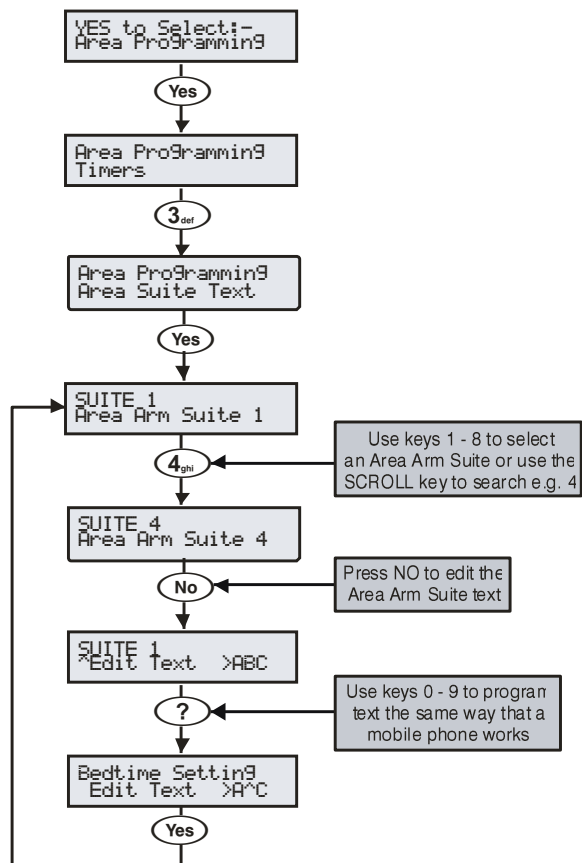 YES to Select:-
Area Programming
Yes
Area Programming
Timers
3def
Area Programming
Area Suite Text
Yes
SUITE 1
Area Arm Suite 1
4ghi
Use keys 1 - 8 to select
an Area Arm Suite or use the
SCROLL key to search e.g. 4
SUITE 4
Area Arm Suite 4
No
Press NO to edit the
Area Arm Suite text
SUITE 1
^Edit Text >ABC
?
Use keys 0 - 9 to program
text the same way that a
mobile phone works
Bedtime Setting
Edit Text >A^C
Yes